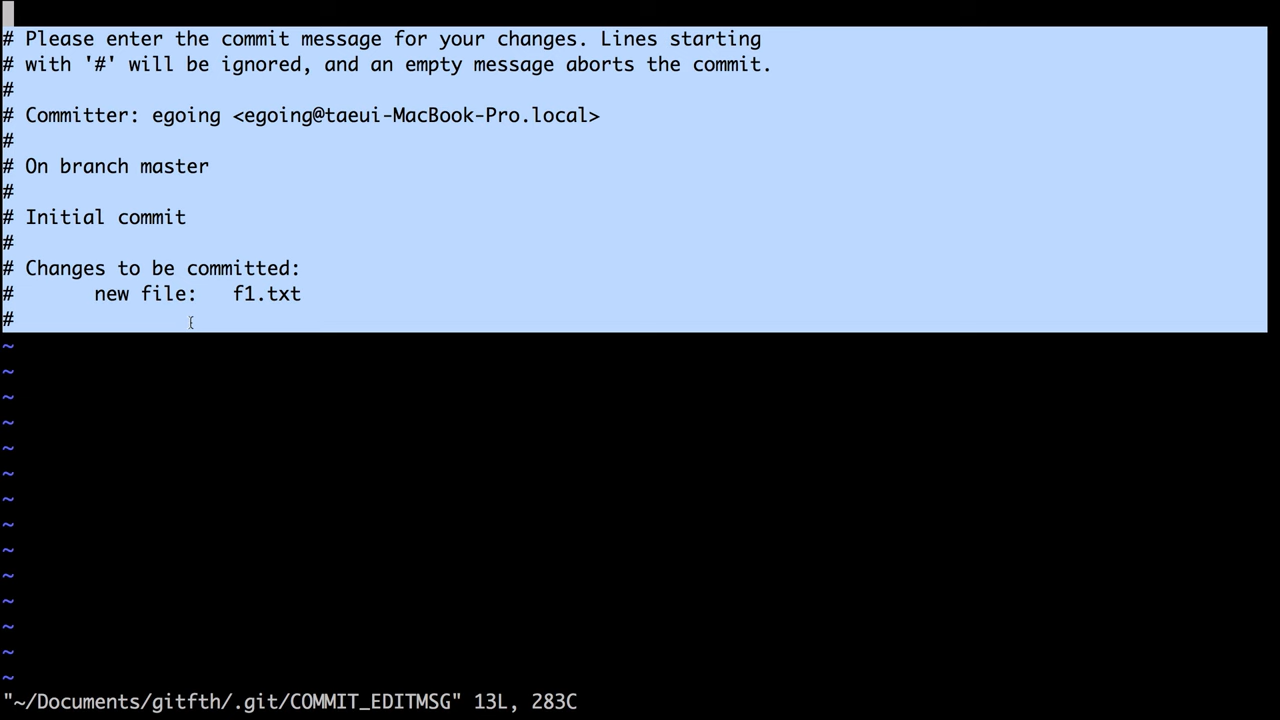 # Please enter the commit message for your changes. Lines starting
# with '#' will be ignored, and an empty message aborts the commit.
#
# Committer: egoing <egoing@taeui-MacBook-Pro.local>
#
# On branch master
#
# Initial commit
#
# Changes to be committed:
#       new file:   f1.txt
#
~
~
~
~
~
~
~
~
~
~
~
~
~
~
"~/Documents/gitfth/.git/COMMIT_EDITMSG" 13L, 283C